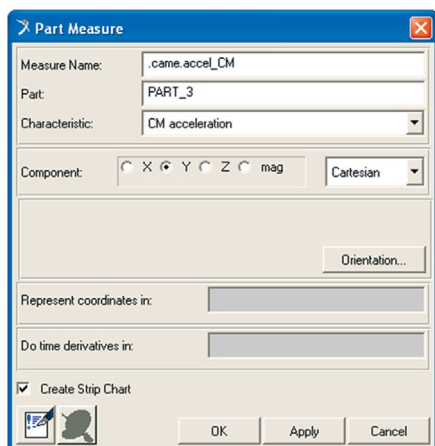 Part Measure
Measure Name: .came.accel_CM
Part: PART_3
Characteristic: CM acceleration
Component: X Y Z mag Cartesian
Orientation...
Represent coordinates in:
Do time derivatives in:
Create Strip Chart
OK Apply Cancel